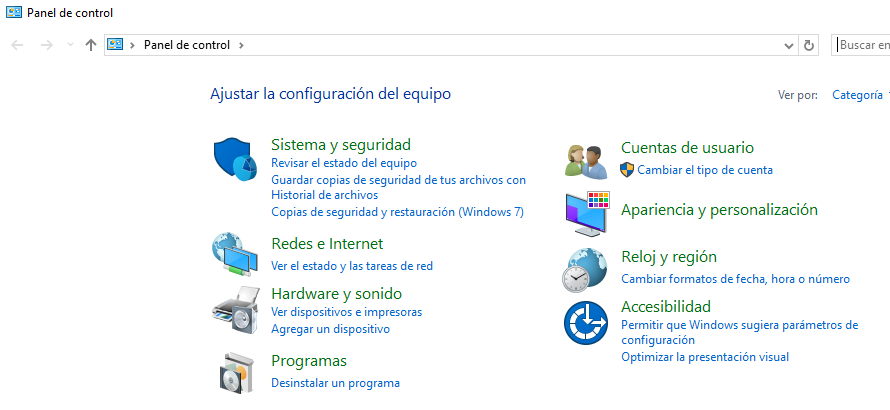 Panel de control
Panel de control
Buscar en
Ajustar la configuración del equipo
Ver por: Categoría
Sistema y seguridad
Revisar el estado del equipo
Guardar copias de seguridad de tus archivos con
Historial de archivos
Copias de seguridad y restauración (Windows 7)
Redes e Internet
Ver el estado y las tareas de red
Hardware y sonido
Ver dispositivos e impresoras
Agregar un dispositivo
Programas
Desinstalar un programa
Cuentas de usuario
Cambiar el tipo de cuenta
Apariencia y personalización
Reloj y región
Cambiar formatos de fecha, hora o número
Accesibilidad
Permitir que Windows sugiera parámetros de
configuración
Optimizar la presentación visual